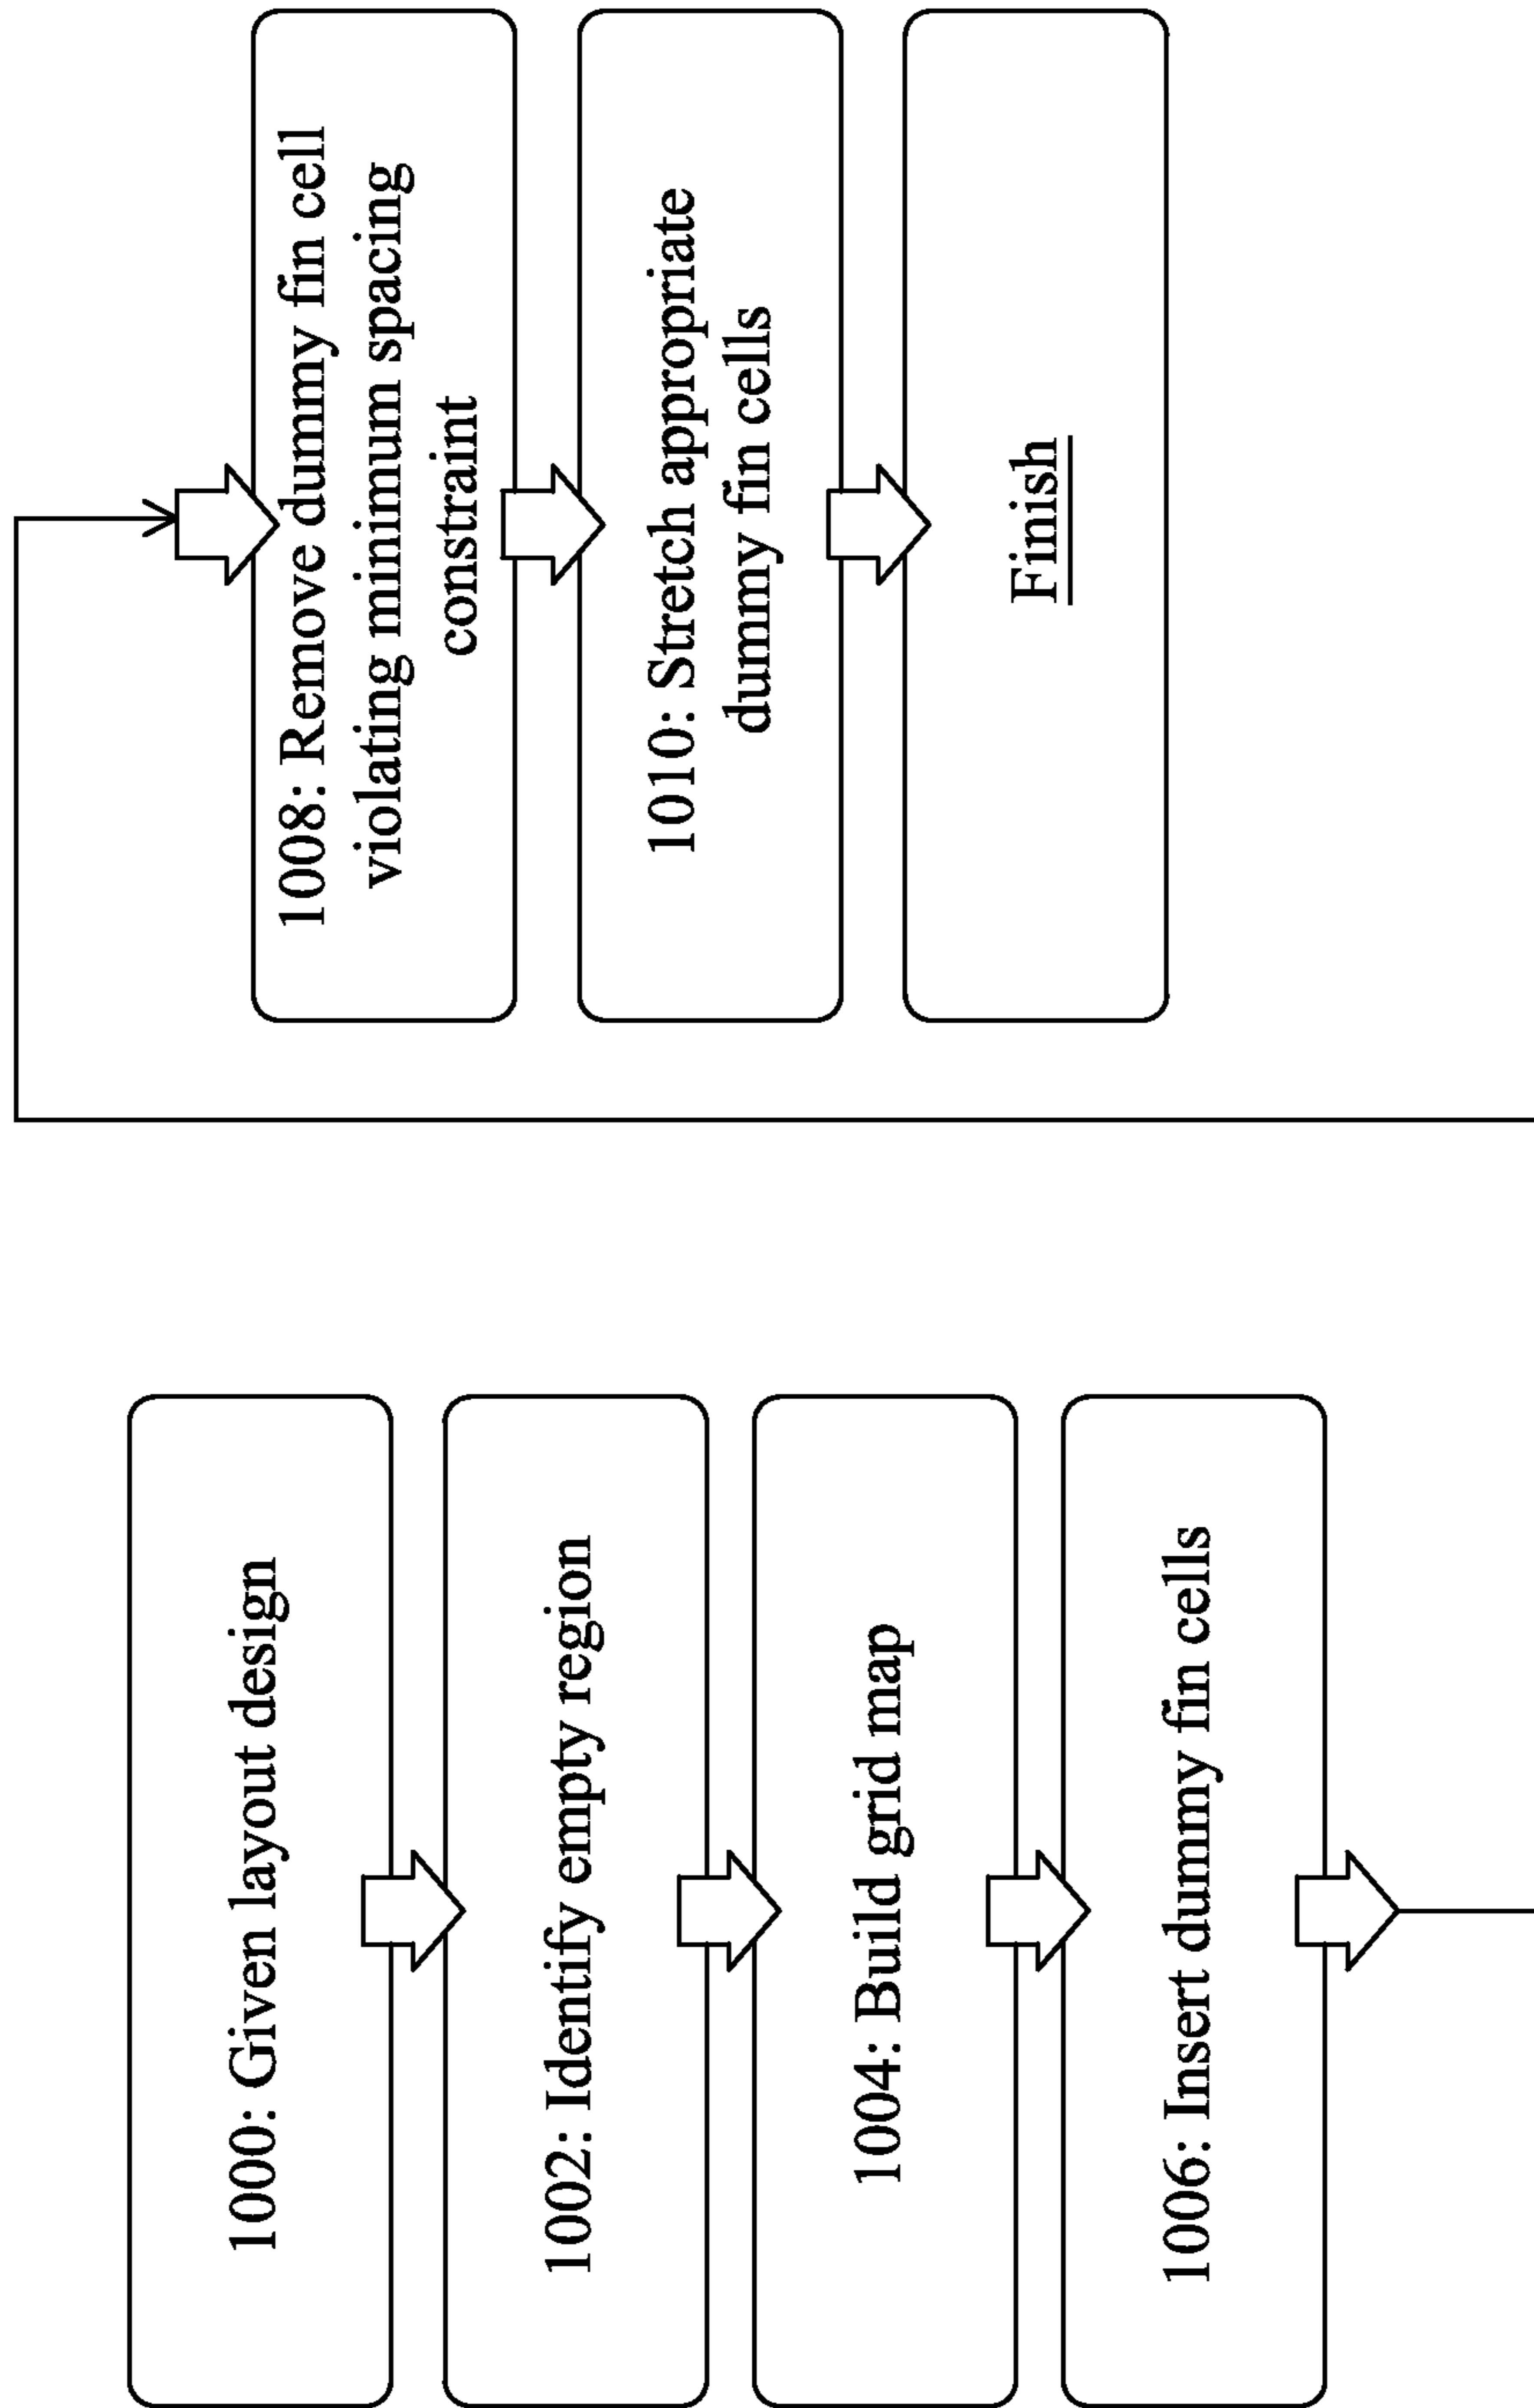 1000: Given layout design
1002: Identify empty region
1004: Build grid map
1006: Insert dummy fin cells
1008: Remove dummy fin cell
violating minimum spacing
constraint
1010: Stretch appropriate
dummy fin cells
Finish